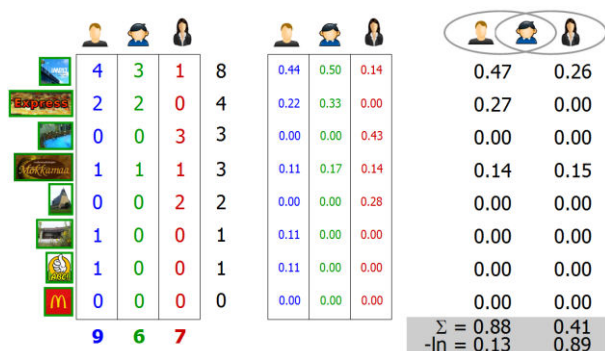 4 3 1 8 0.44 0.50 0.14 0.47 0.26
Express 2 2 0 4 0.22 0.33 0.00 0.27 0.00
0 0 3 3 0.00 0.00 0.43 0.00 0.00
Mokkamaa 1 1 1 3 0.11 0.17 0.14 0.14 0.15
0 0 2 2 0.00 0.00 0.28 0.00 0.00
1 0 0 1 0.11 0.00 0.00 0.00 0.00
ABC! 1 0 0 1 0.11 0.00 0.00 0.00 0.00
M 0 0 0 0 0.00 0.00 0.00 0.00 0.00
9 6 7 Σ = 0.88 0.41
-ln = 0.13 0.89